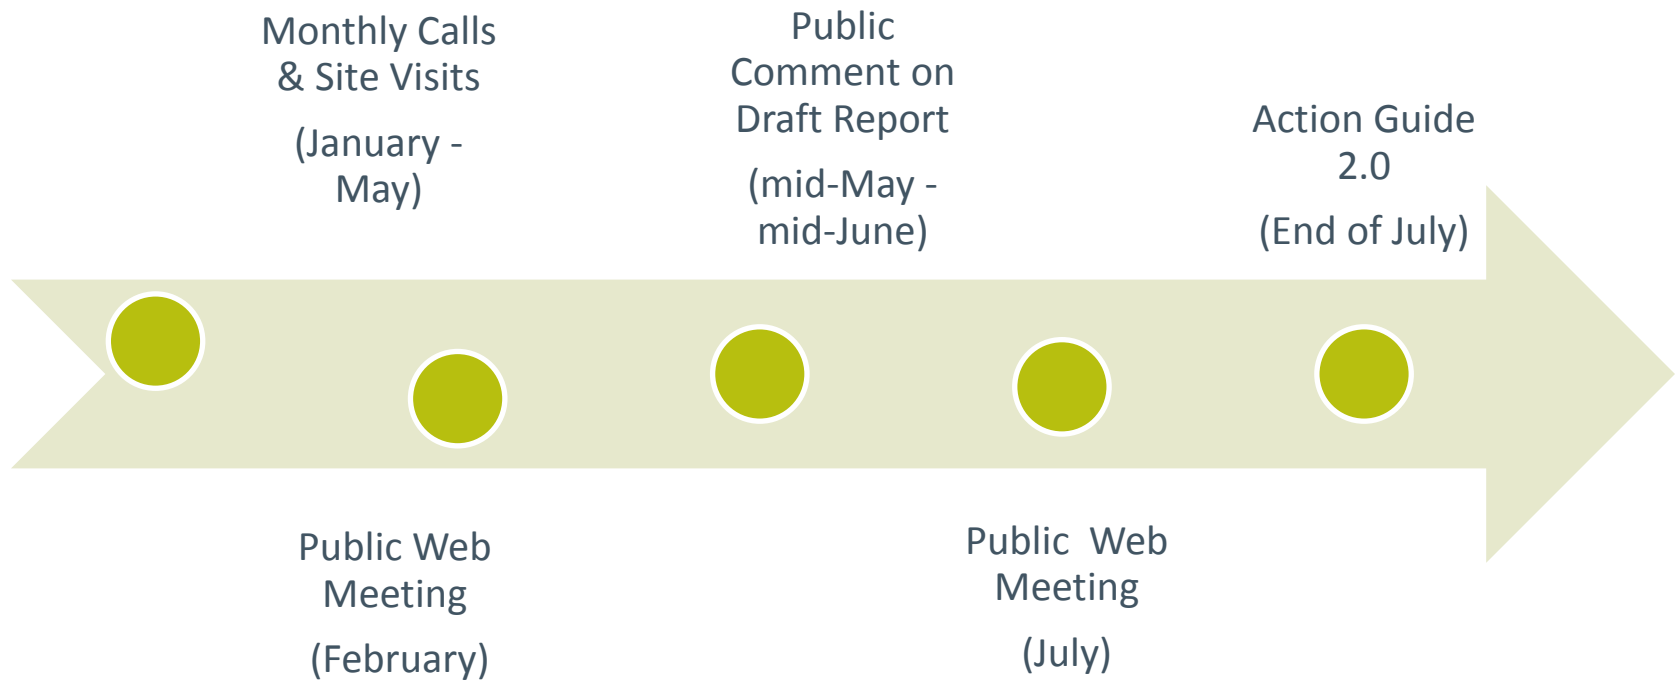 Monthly Calls
& Site Visits
(January -
May)
Public Web
Meeting
(February)
Public
Comment on
Draft Report
(mid-May -
mid-June)
Public  Web
Meeting
(July)
Action Guide
2.0
(End of July)